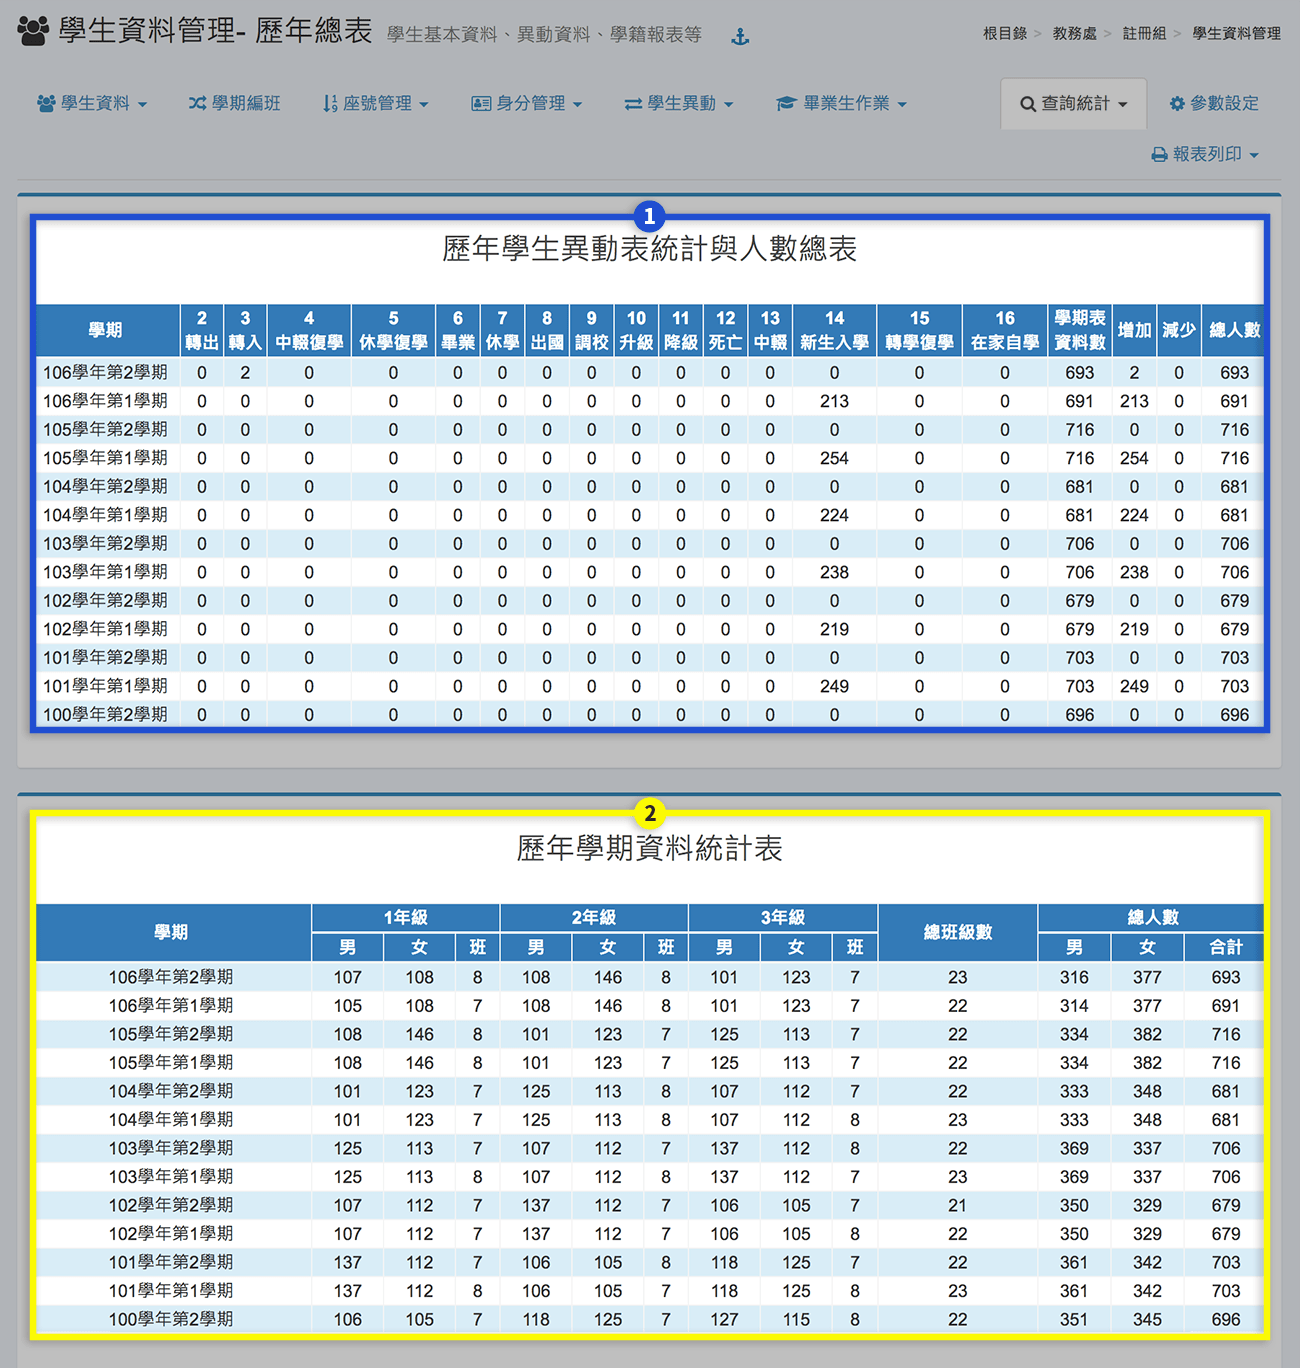 學生資料管理- 歷年總表 學生基本資料、異動資料、學籍報表等
根目錄 > 教務處 > 註冊組 > 學生資料管理
學生資料 學期編班 座號管理 身分管理 學生異動 畢業生作業 查詢統計 參數設定
報表列印
1
歷年學生異動表統計與人數總表
學期 2 轉出 3 轉入 4 中輟復學 5 休學復學 6 畢業 7 休學 8 出國 9 調校 10 升級 11 降級 12 死亡 13 中輟 14 新生入學 15 轉學復學 16 在家自學 學期表資料數 增加 減少 總人數
106學年第2學期 0 2 0 0 0 0 0 0 0 0 0 0 0 0 0 693 2 0 693
106學年第1學期 0 0 0 0 0 0 0 0 0 0 0 0 213 0 0 691 213 0 691
105學年第2學期 0 0 0 0 0 0 0 0 0 0 0 0 0 0 0 716 0 0 716
105學年第1學期 0 0 0 0 0 0 0 0 0 0 0 0 254 0 0 716 254 0 716
104學年第2學期 0 0 0 0 0 0 0 0 0 0 0 0 0 0 0 681 0 0 681
104學年第1學期 0 0 0 0 0 0 0 0 0 0 0 0 224 0 0 681 224 0 681
103學年第2學期 0 0 0 0 0 0 0 0 0 0 0 0 0 0 0 706 0 0 706
103學年第1學期 0 0 0 0 0 0 0 0 0 0 0 0 238 0 0 706 238 0 706
102學年第2學期 0 0 0 0 0 0 0 0 0 0 0 0 0 0 0 679 0 0 679
102學年第1學期 0 0 0 0 0 0 0 0 0 0 0 0 219 0 0 679 219 0 679
101學年第2學期 0 0 0 0 0 0 0 0 0 0 0 0 0 0 0 703 0 0 703
101學年第1學期 0 0 0 0 0 0 0 0 0 0 0 0 249 0 0 703 249 0 703
100學年第2學期 0 0 0 0 0 0 0 0 0 0 0 0 0 0 0 696 0 0 696
2
歷年學期資料統計表
學期 1年級 2年級 3年級 總班級數 總人數
男 女 班 男 女 班 男 女 班 男 女 合計
106學年第2學期 107 108 8 108 146 8 101 123 7 23 316 377 693
106學年第1學期 105 108 7 108 146 8 101 123 7 22 314 377 691
105學年第2學期 108 146 8 101 123 7 125 113 7 22 334 382 716
105學年第1學期 108 146 8 101 123 7 125 113 7 22 334 382 716
104學年第2學期 101 123 7 125 113 8 107 112 7 22 333 348 681
104學年第1學期 101 123 7 125 113 8 107 112 8 23 333 348 681
103學年第2學期 125 113 7 107 112 7 137 112 8 22 369 337 706
103學年第1學期 125 113 8 107 112 8 137 112 7 23 369 337 706
102學年第2學期 107 112 7 137 112 7 106 105 7 21 350 329 679
102學年第1學期 107 112 7 137 112 7 106 105 8 22 350 329 679
101學年第2學期 137 112 7 106 105 8 118 125 7 22 361 342 703
101學年第1學期 137 112 8 106 105 7 118 125 8 23 361 342 703
100學年第2學期 106 105 7 118 125 7 127 115 8 22 351 345 696